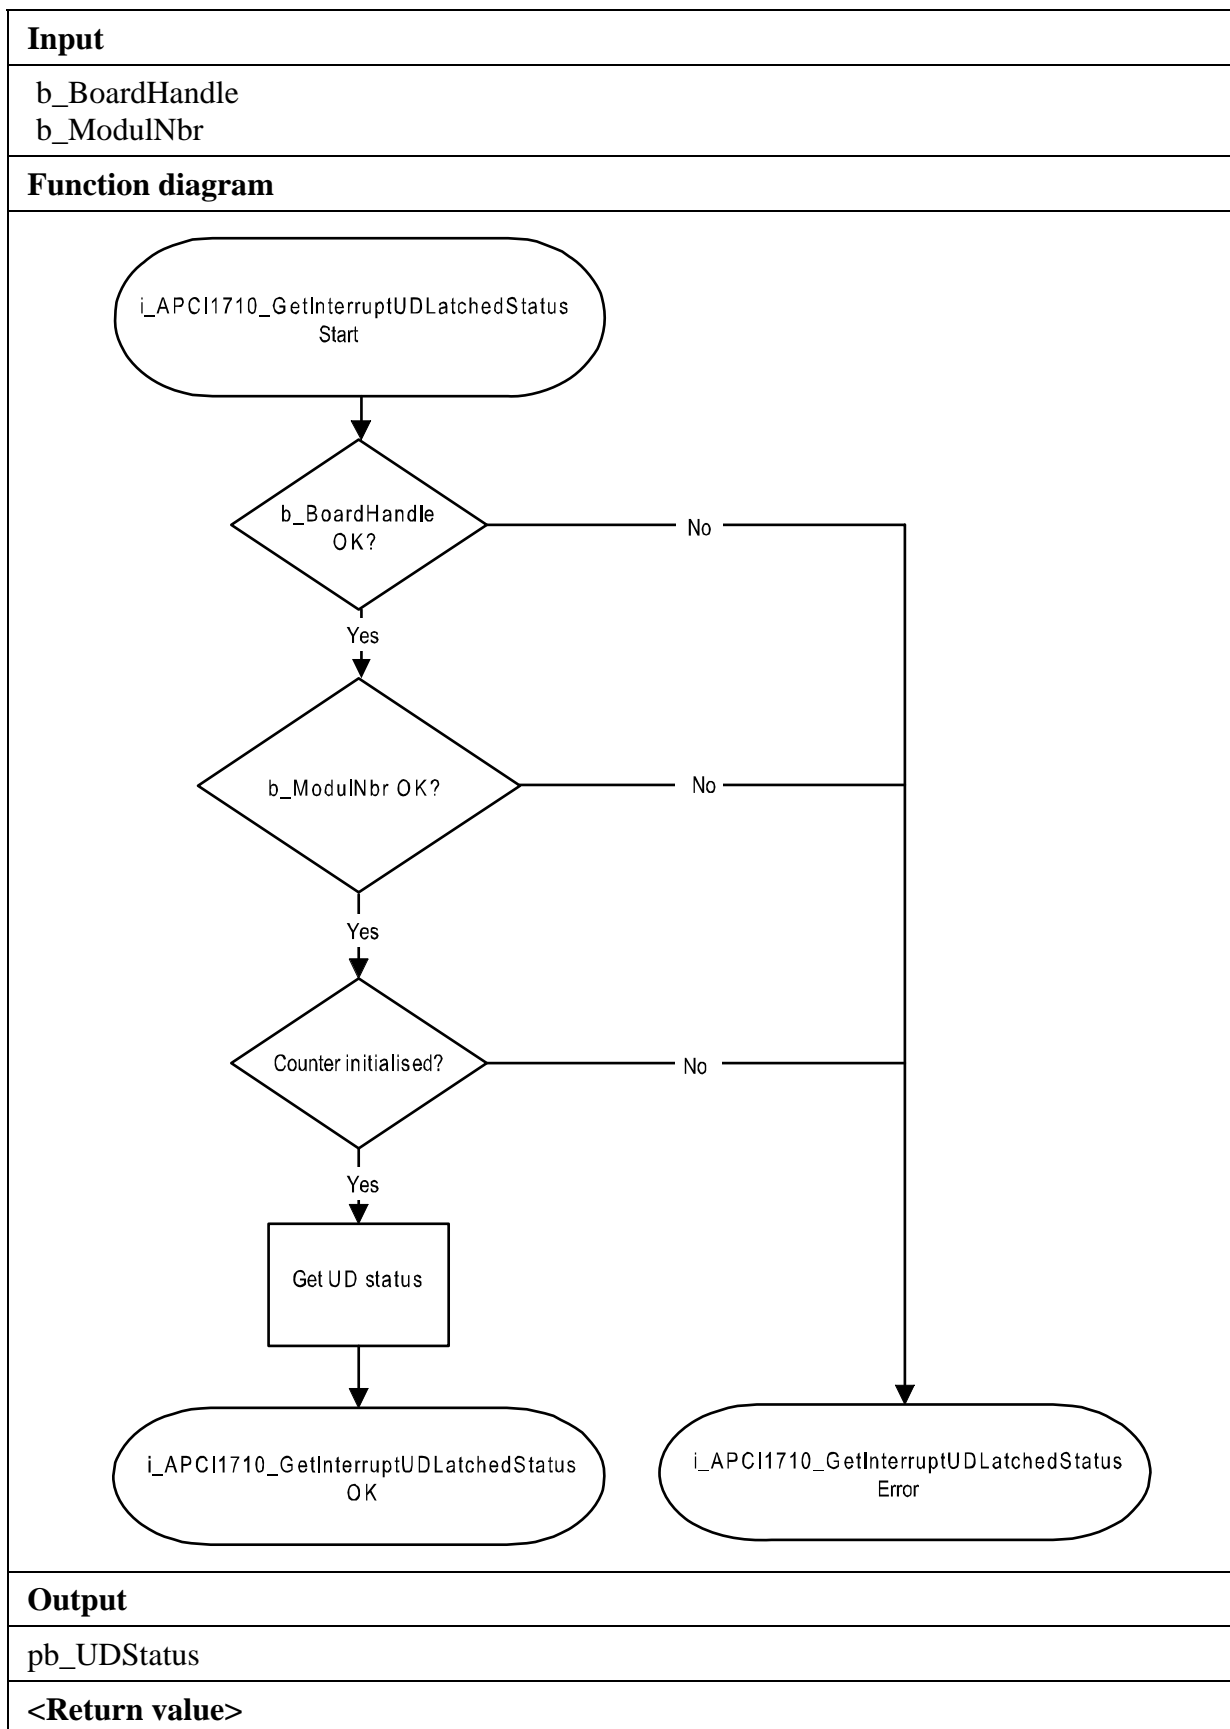 Input
b_BoardHandle
b_ModulNbr
Function diagram
i_APCI1710_GetInterruptUDLatchedStatus
Start
b_BoardHandle
OK?
No
Yes
b_ModulNbr OK?
No
Yes
Counter initialised?
No
Yes
Get UD status
i_APCI1710_GetInterruptUDLatchedStatus
OK
i_APCI1710_GetInterruptUDLatchedStatus
Error
Output
pb_UDStatus
<Return value>